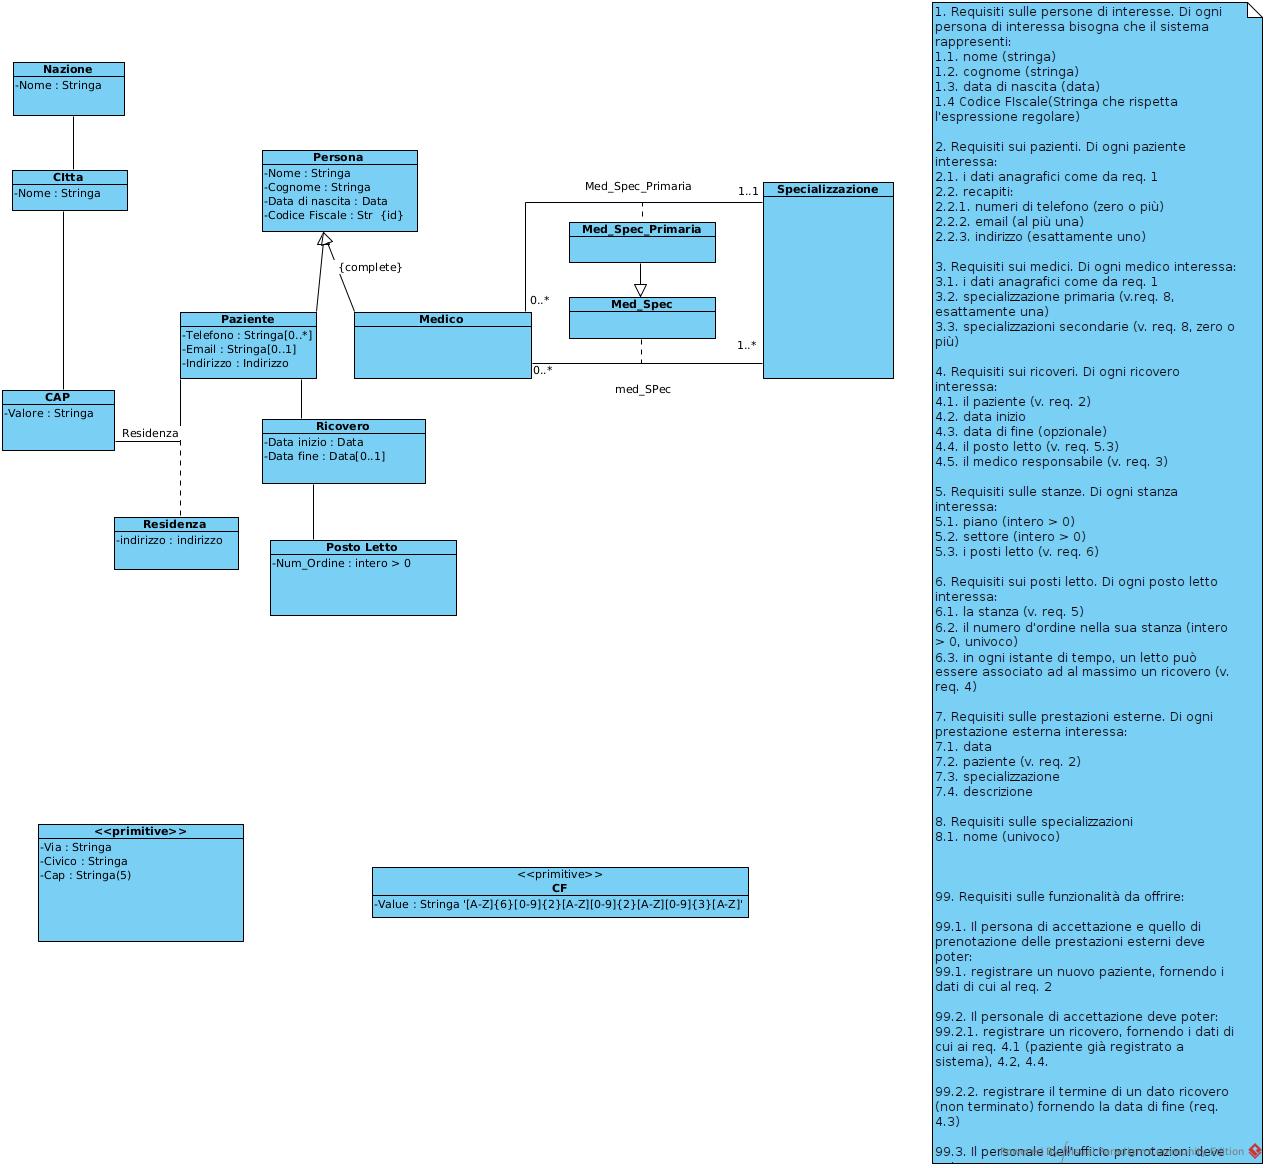 Nazione
-Nome : Stringa
CItta
-Nome : Stringa
CAP
-Valore : Stringa
Residenza
Residenza
-indirizzo : indirizzo
Persona
-Nome : Stringa
-Cognome : Stringa
-Data di nascita : Data
-Codice Fiscale : Str {id}
{complete}
Paziente
-Telefono : Stringa[0..*]
-Email : Stringa[0..1]
-Indirizzo : Indirizzo
Medico
Ricovero
-Data inizio : Data
-Data fine : Data[0..1]
Posto Letto
-Num_Ordine : intero > 0
Med_Spec_Primaria
1..1
0..*
Med_Spec_Primaria
Med_Spec
1..*
0..*
med_SPec
Specializzazione
<<primitive>>
-Via : Stringa
-Civico : Stringa
-Cap : Stringa(5)
<<primitive>>
CF
-Value : Stringa '[A-Z]{6}[0-9]{2}[A-Z][0-9]{2}[A-Z][0-9]{3}[A-Z]'
1. Requisiti sulle persone di interesse. Di ogni
persona di interessa bisogna che il sistema
rappresenti:
1.1. nome (stringa)
1.2. cognome (stringa)
1.3. data di nascita (data)
1.4 Codice FIscale(Stringa che rispetta
l'espressione regolare)
2. Requisiti sui pazienti. Di ogni paziente
interessa:
2.1. i dati anagrafici come da req. 1
2.2. recapiti:
2.2.1. numeri di telefono (zero o più)
2.2.2. email (al più una)
2.2.3. indirizzo (esattamente uno)
3. Requisiti sui medici. Di ogni medico interessa:
3.1. i dati anagrafici come da req. 1
3.2. specializzazione primaria (v.req. 8,
esattamente una)
3.3. specializzazioni secondarie (v. req. 8, zero o
più)
4. Requisiti sui ricoveri. Di ogni ricovero
interessa:
4.1. il paziente (v. req. 2)
4.2. data inizio
4.3. data di fine (opzionale)
4.4. il posto letto (v. req. 5.3)
4.5. il medico responsabile (v. req. 3)
5. Requisiti sulle stanze. Di ogni stanza
interessa:
5.1. piano (intero > 0)
5.2. settore (intero > 0)
5.3. i posti letto (v. req. 6)
6. Requisiti sui posti letto. Di ogni posto letto
interessa:
6.1. la stanza (v. req. 5)
6.2. il numero d'ordine nella sua stanza (intero
> 0, univoco)
6.3. in ogni istante di tempo, un letto può
essere associato ad al massimo un ricovero (v.
req. 4)
7. Requisiti sulle prestazioni esterne. Di ogni
prestazione esterna interessa:
7.1. data
7.2. paziente (v. req. 2)
7.3. specializzazione
7.4. descrizione
8. Requisiti sulle specializzazioni
8.1. nome (univoco)
99. Requisiti sulle funzionalità da offrire:
99.1. Il persona di accettazione e quello di
prenotazione delle prestazioni esterni deve
poter:
99.1. registrare un nuovo paziente, fornendo i
dati di cui al req. 2
99.2. Il personale di accettazione deve poter:
99.2.1. registrare un ricovero, fornendo i dati di
cui ai req. 4.1 (paziente già registrato a
sistema), 4.2, 4.4.
99.2.2. registrare il termine di un dato ricovero
(non terminato) fornendo la data di fine (req.
4.3)
99.3. Il personale dell'ufficio prenotazioni deve
Powered By Visual Paradigm Community Edition